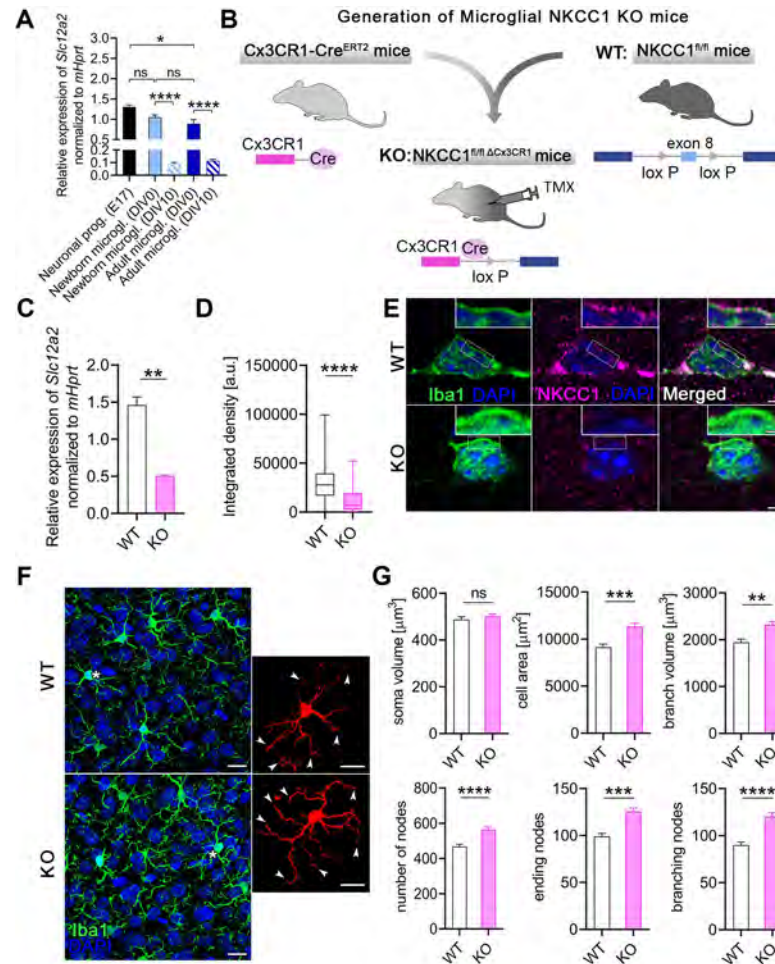 A
Relative expression of Slc12a2
normalized to mHprt
1.5
1.0
0.5
0.2
0.1
0.0
*
ns
ns
****
****
Neuronal prog. (E17)
Newborn microgl. (DIV0)
Newborn microgl. (DIV10)
Adult microgl. (DIV0)
Adult microgl. (DIV10)
B
Generation of Microglial NKCC1 KO mice
Cx3CR1-CreERT2 mice
WT: NKCC1fl/fl mice
Cx3CR1
Cre
KO:NKCC1fl/fl ΔCx3CR1 mice
TMX
exon 8
lox P
lox P
Cx3CR1
Cre
lox P
C
Relative expression of Slc12a2
normalized to mHprt
2.0
1.5
1.0
0.5
0.0
**
WT
KO
D
Integrated density [a.u.]
150000
100000
50000
0
****
WT
KO
E
WT
Iba1 DAPI
NKCC1 DAPI
Merged
KO
F
WT
*
KO
*
Iba1
DAPI
G
soma volume [µm³]
600
400
200
0
ns
WT
KO
cell area [µm²]
15000
10000
5000
0
***
WT
KO
branch volume [µm³]
3000
2000
1000
0
**
WT
KO
number of nodes
800
600
400
200
0
****
WT
KO
ending nodes
150
100
50
0
***
WT
KO
branching nodes
150
100
50
0
****
WT
KO